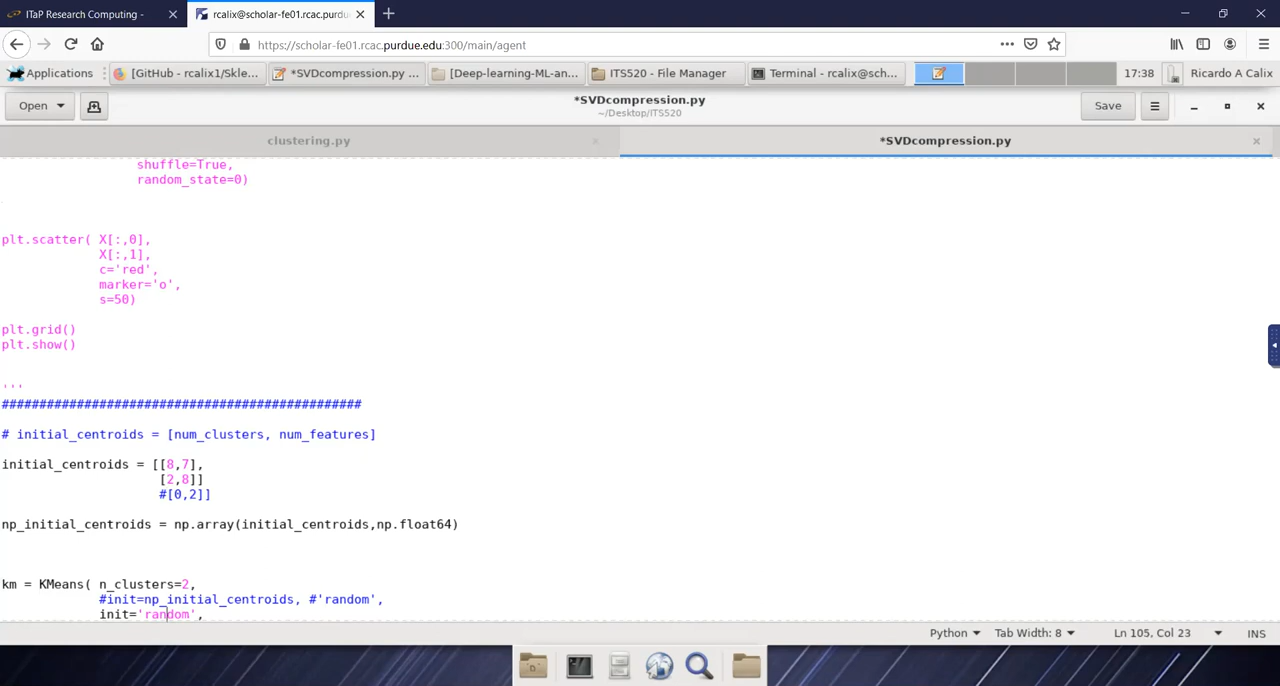 ITaP Research Computing -
rcalix@scholar-fe01.rcac.purdu
https://scholar-fe01.rcac.purdue.edu:300/main/agent
Applications
[GitHub - rcalix1/Skle...
*SVDcompression.py ...
[Deep-learning-ML-an...
ITS520 - File Manager
Terminal - rcalix@sch...
17:38
Ricardo A Calix
Open
*SVDcompression.py
~/Desktop/ITS520
Save
clustering.py
*SVDcompression.py
shuffle=True,
random_state=0)
plt.scatter( X[:,0],
X[:,1],
c='red',
marker='o',
s=50)
plt.grid()
plt.show()
'''
################################################
# initial_centroids = [num_clusters, num_features]
initial_centroids = [[8,7],
[2,8]]
#[0,2]]
np_initial_centroids = np.array(initial_centroids,np.float64)
km = KMeans( n_clusters=2,
#init=np_initial_centroids, #'random',
init='random',
Python
Tab Width: 8
Ln 105, Col 23
INS